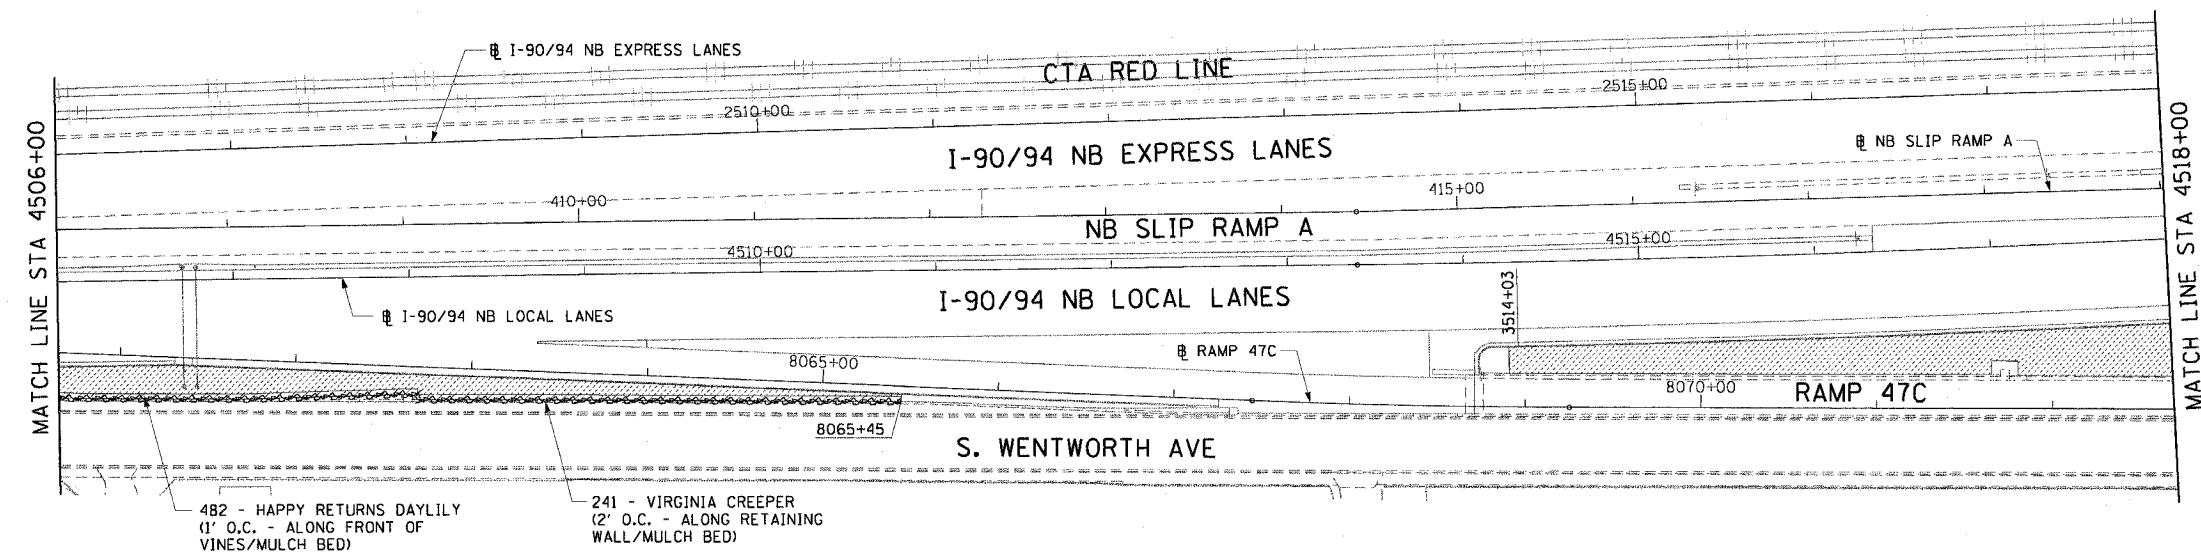 ℄ I-90/94 NB EXPRESS LANES
CTA RED LINE
2510+00
2515+00
MATCH LINE STA 4506+00
I-90/94 NB EXPRESS LANES
℄ NB SLIP RAMP A
MATCH LINE STA 4518+00
410+00
415+00
NB SLIP RAMP A
4510+00
4515+00
I-90/94 NB LOCAL LANES
℄ I-90/94 NB LOCAL LANES
3514+03
8065+00
℄ RAMP 47C
8070+00
RAMP 47C
8065+45
S. WENTWORTH AVE
482 - HAPPY RETURNS DAYLILY
(1' O.C. - ALONG FRONT OF
VINES/MULCH BED)
241 - VIRGINIA CREEPER
(2' O.C. - ALONG RETAINING
WALL/MULCH BED)